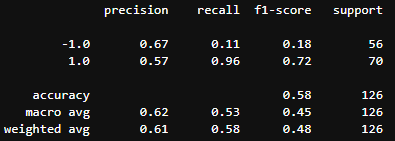 precision recall f1-score support
-1.0 0.67 0.11 0.18 56
1.0 0.57 0.96 0.72 70
accuracy 0.58 126
macro avg 0.62 0.53 0.45 126
weighted avg 0.61 0.58 0.48 126